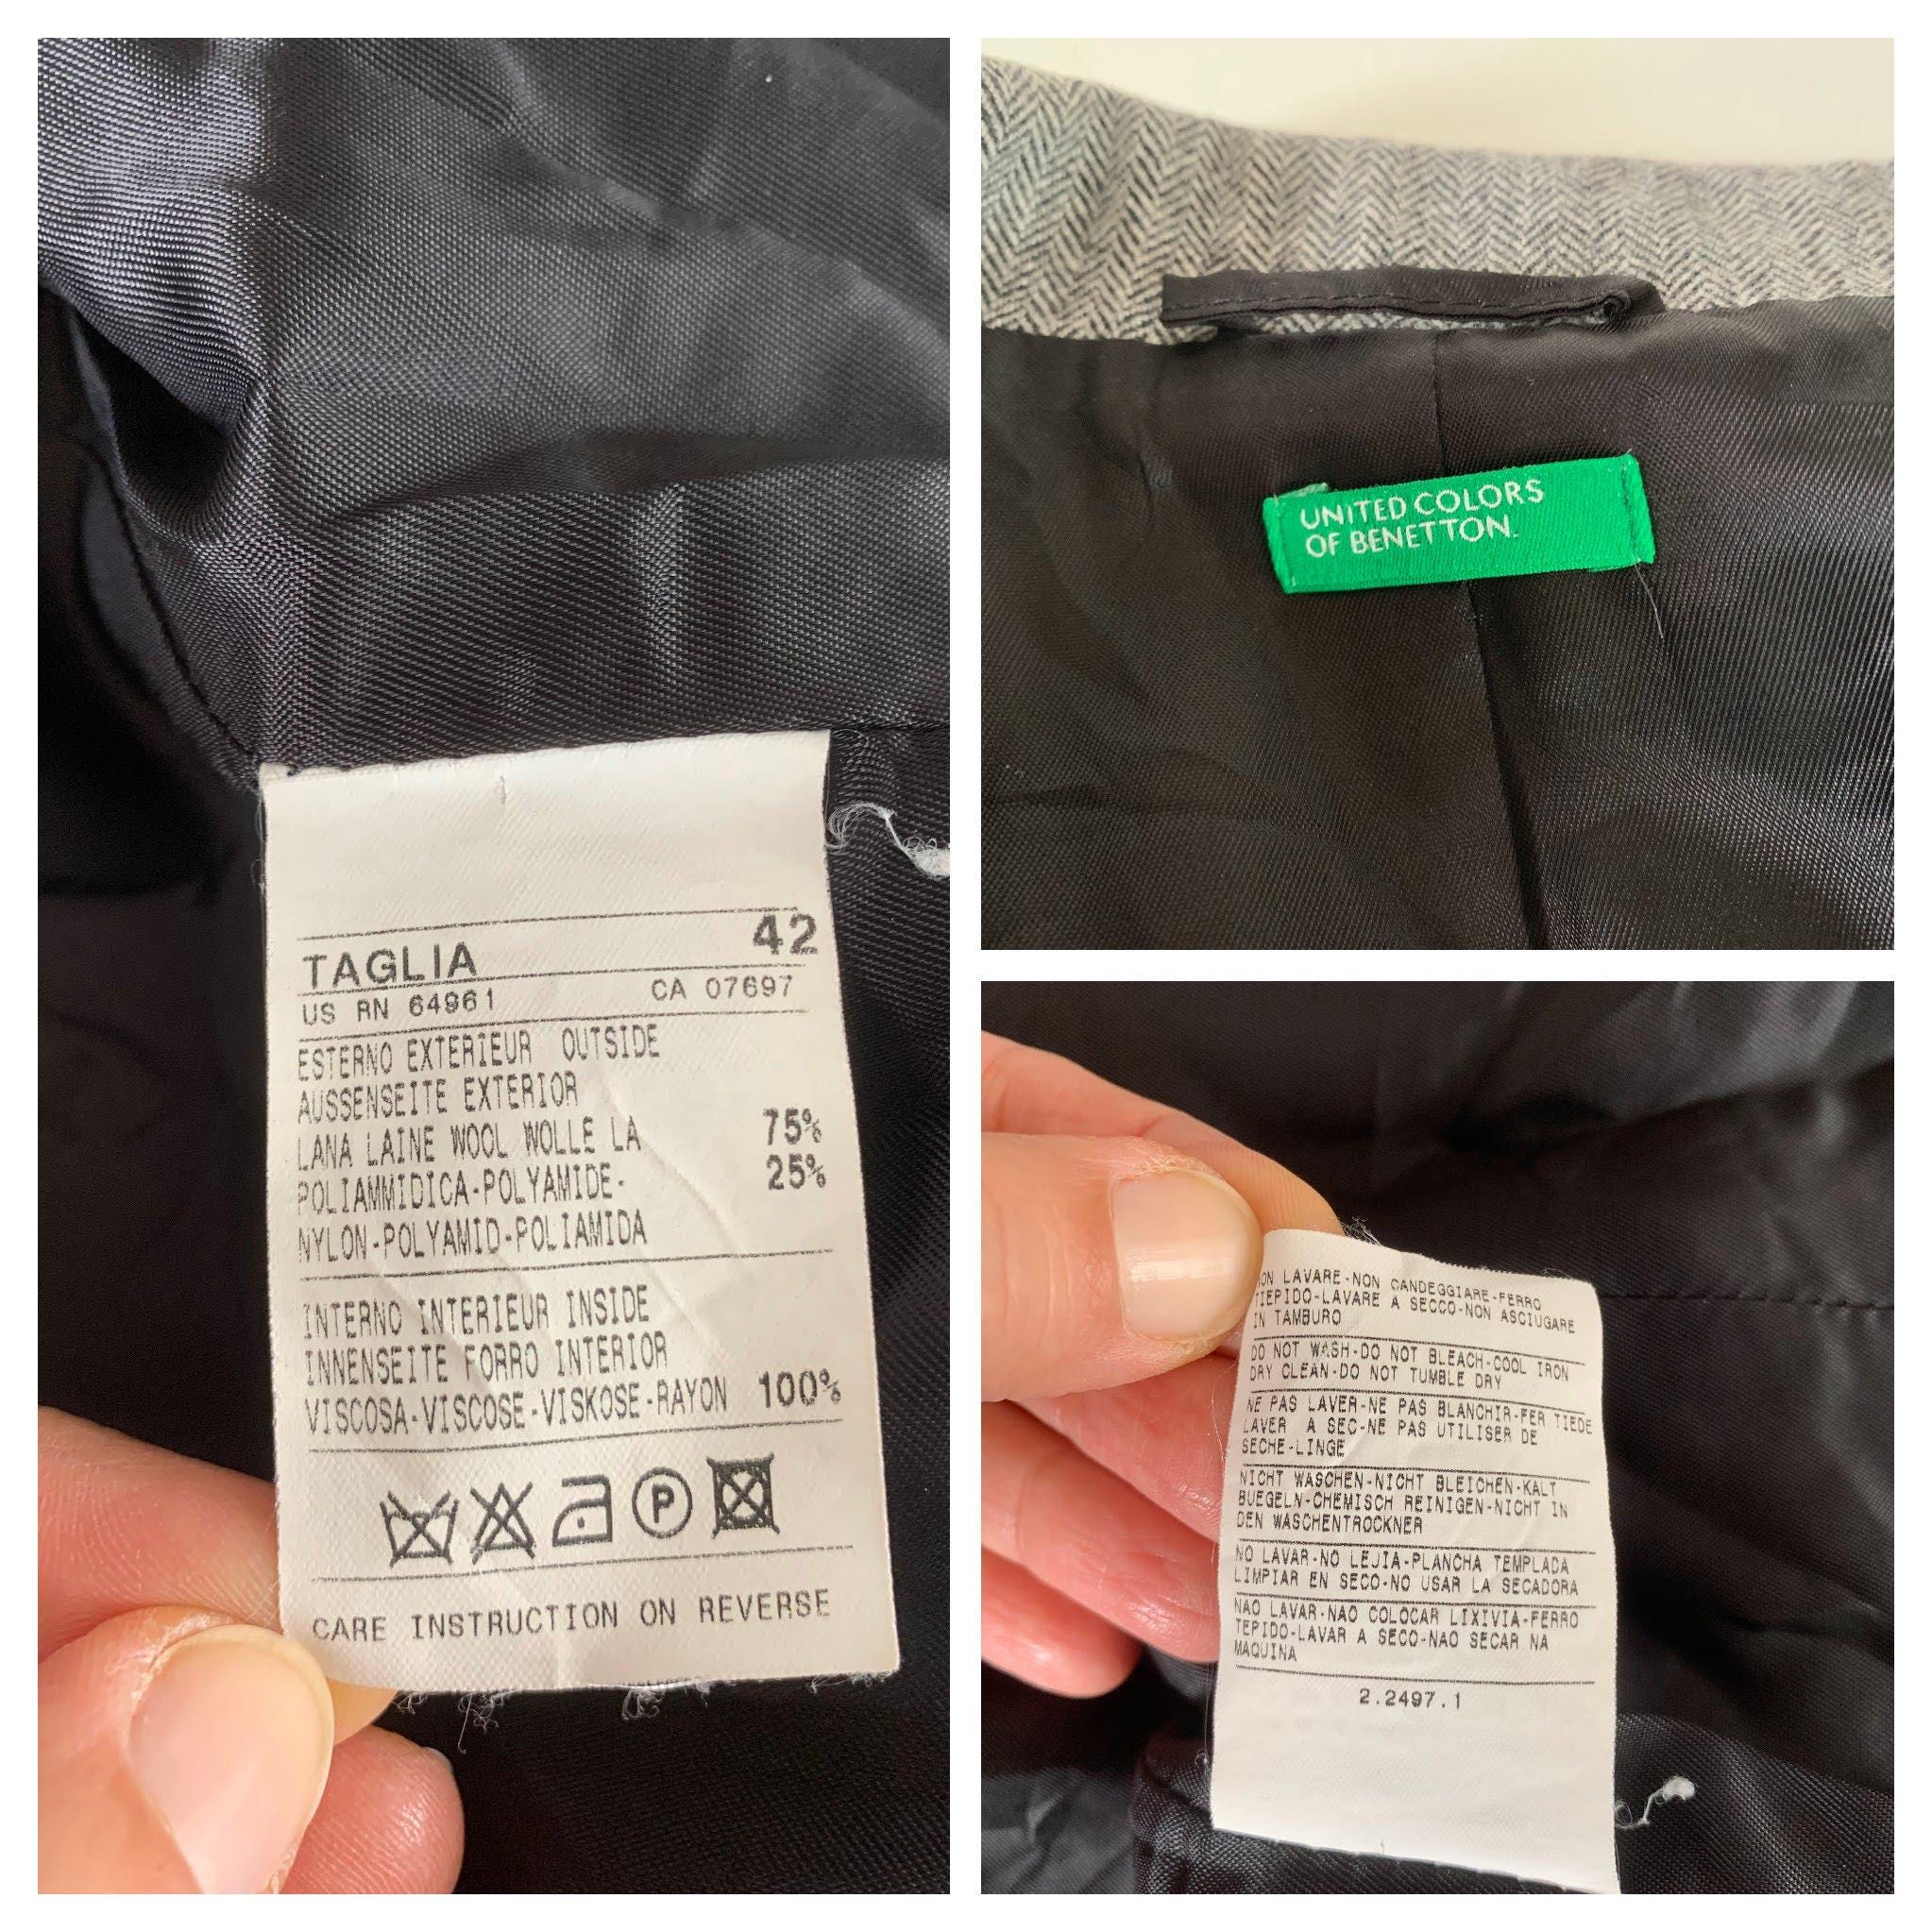 TAGLIA 42
US RN 64961 CA 07697
ESTERNO EXTERIEUR OUTSIDE
AUSSENSEITE EXTERIOR
LANA LAINE WOOL WOLLE LA 75%
POLIAMMIDICA-POLYAMIDE- 25%
NYLON-POLYAMID-POLIAMIDA
INTERNO INTERIEUR INSIDE
INNENSEITE FORRO INTERIOR
VISCOSA-VISCOSE-VISKOSE-RAYON 100%
P
CARE INSTRUCTION ON REVERSE
UNITED COLORS
OF BENETTON.
ON LAVARE-NON CANDEGGIARE-FERRO
TIEPIDO-LAVARE A SECCO-NON ASCIUGARE
IN TAMBURO
DO NOT WASH-DO NOT BLEACH-COOL IRON
DRY CLEAN-DO NOT TUMBLE DRY
NE PAS LAVER-NE PAS BLANCHIR-FER TIEDE
LAVER A SEC-NE PAS UTILISER DE
SECHE-LINGE
NICHT WASCHEN-NICHT BLEICHEN-KALT
BUEGELN-CHEMISCH REINIGEN-NICHT IN
DEN WASCHENTROCKNER
NO LAVAR-NO LEJIA-PLANCHA TEMPLADA
LIMPIAR EN SECO-NO USAR LA SECADORA
NAO LAVAR-NAO COLOCAR LIXIVIA-FERRO
TEPIDO-LAVAR A SECO-NAO SECAR NA
MAQUINA
2.2497.1